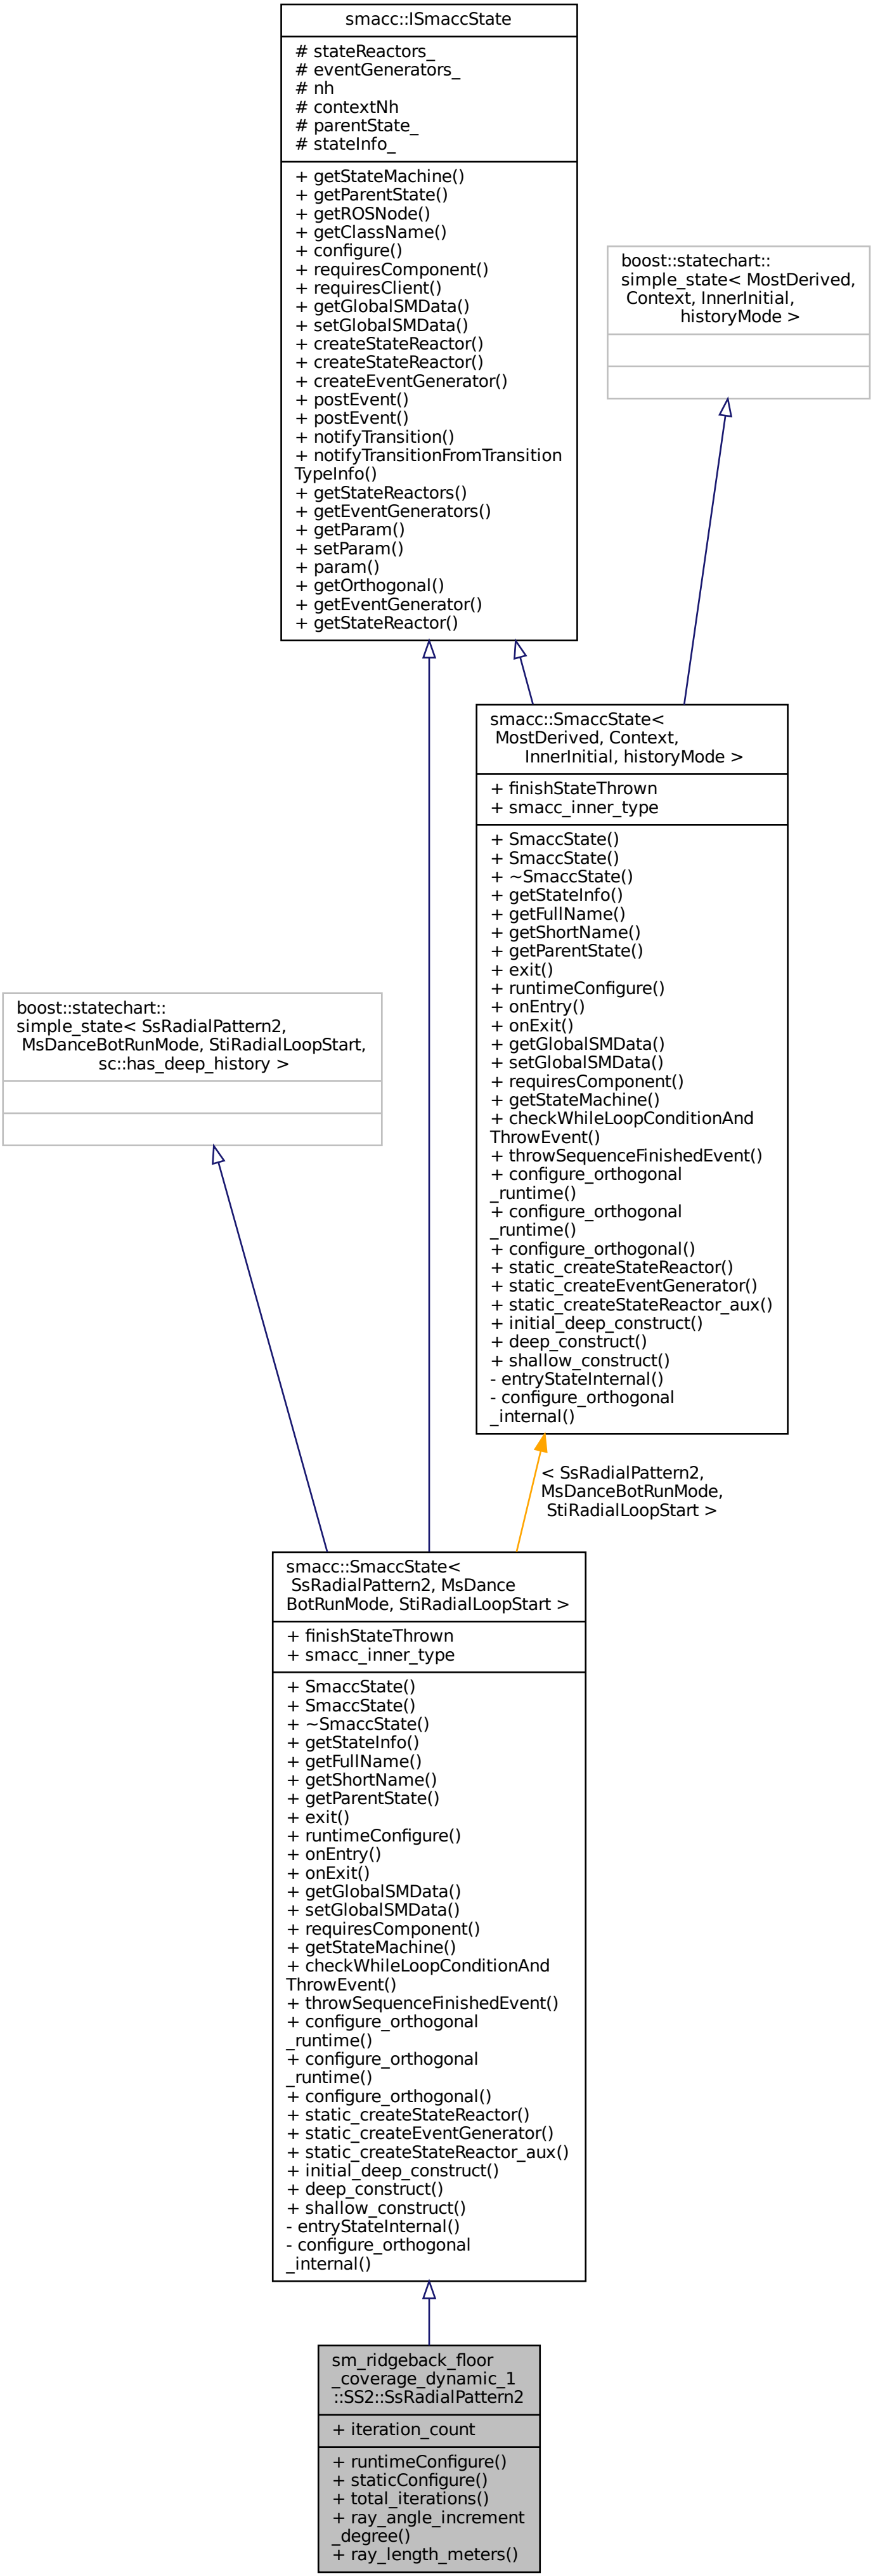 smacc::ISmaccState
# stateReactors_
# eventGenerators_
# nh
# contextNh
# parentState_
# stateInfo_
+ getStateMachine()
+ getParentState()
+ getROSNode()
+ getClassName()
+ configure()
+ requiresComponent()
+ requiresClient()
+ getGlobalSMData()
+ setGlobalSMData()
+ createStateReactor()
+ createStateReactor()
+ createEventGenerator()
+ postEvent()
+ postEvent()
+ notifyTransition()
+ notifyTransitionFromTransition
TypeInfo()
+ getStateReactors()
+ getEventGenerators()
+ getParam()
+ setParam()
+ param()
+ getOrthogonal()
+ getEventGenerator()
+ getStateReactor()
boost::statechart::
simple_state< MostDerived,
Context, InnerInitial,
historyMode >
smacc::SmaccState<
MostDerived, Context,
InnerInitial, historyMode >
+ finishStateThrown
+ smacc_inner_type
+ SmaccState()
+ SmaccState()
+ ~SmaccState()
+ getStateInfo()
+ getFullName()
+ getShortName()
+ getParentState()
+ exit()
+ runtimeConfigure()
+ onEntry()
+ onExit()
+ getGlobalSMData()
+ setGlobalSMData()
+ requiresComponent()
+ getStateMachine()
+ checkWhileLoopConditionAnd
ThrowEvent()
+ throwSequenceFinishedEvent()
+ configure_orthogonal
_runtime()
+ configure_orthogonal
_runtime()
+ configure_orthogonal()
+ static_createStateReactor()
+ static_createEventGenerator()
+ static_createStateReactor_aux()
+ initial_deep_construct()
+ deep_construct()
+ shallow_construct()
- entryStateInternal()
- configure_orthogonal
_internal()
boost::statechart::
simple_state< SsRadialPattern2,
MsDanceBotRunMode, StiRadialLoopStart,
sc::has_deep_history >
< SsRadialPattern2,
MsDanceBotRunMode,
StiRadialLoopStart >
smacc::SmaccState<
SsRadialPattern2, MsDance
BotRunMode, StiRadialLoopStart >
+ finishStateThrown
+ smacc_inner_type
+ SmaccState()
+ SmaccState()
+ ~SmaccState()
+ getStateInfo()
+ getFullName()
+ getShortName()
+ getParentState()
+ exit()
+ runtimeConfigure()
+ onEntry()
+ onExit()
+ getGlobalSMData()
+ setGlobalSMData()
+ requiresComponent()
+ getStateMachine()
+ checkWhileLoopConditionAnd
ThrowEvent()
+ throwSequenceFinishedEvent()
+ configure_orthogonal
_runtime()
+ configure_orthogonal
_runtime()
+ configure_orthogonal()
+ static_createStateReactor()
+ static_createEventGenerator()
+ static_createStateReactor_aux()
+ initial_deep_construct()
+ deep_construct()
+ shallow_construct()
- entryStateInternal()
- configure_orthogonal
_internal()
sm_ridgeback_floor
_coverage_dynamic_1
::SS2::SsRadialPattern2
+ iteration_count
+ runtimeConfigure()
+ staticConfigure()
+ total_iterations()
+ ray_angle_increment
_degree()
+ ray_length_meters()